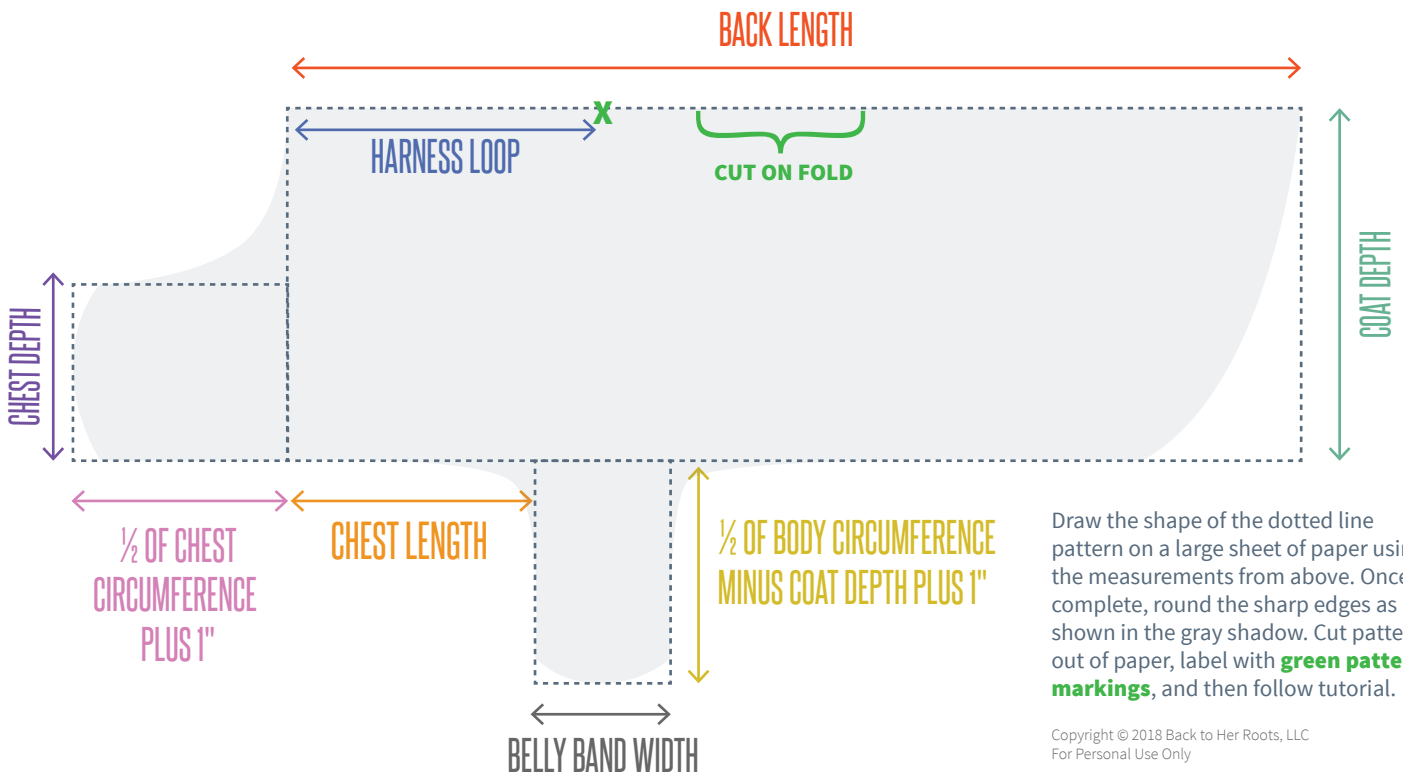 BACK LENGTH
X
HARNESS LOOP
CUT ON FOLD
CHEST DEPTH
COAT DEPTH
½ OF CHEST
CIRCUMFERENCE
PLUS 1"
CHEST LENGTH
½ OF BODY CIRCUMFERENCE
MINUS COAT DEPTH PLUS 1"
BELLY BAND WIDTH
Draw the shape of the dotted line
pattern on a large sheet of paper
the measurements from above. Once
complete, round the sharp edges as
shown in the gray shadow. Cut
out of paper, label with green
markings, and then follow tutorial.
Copyright © 2018 Back to Her Roots, LLC
For Personal Use Only